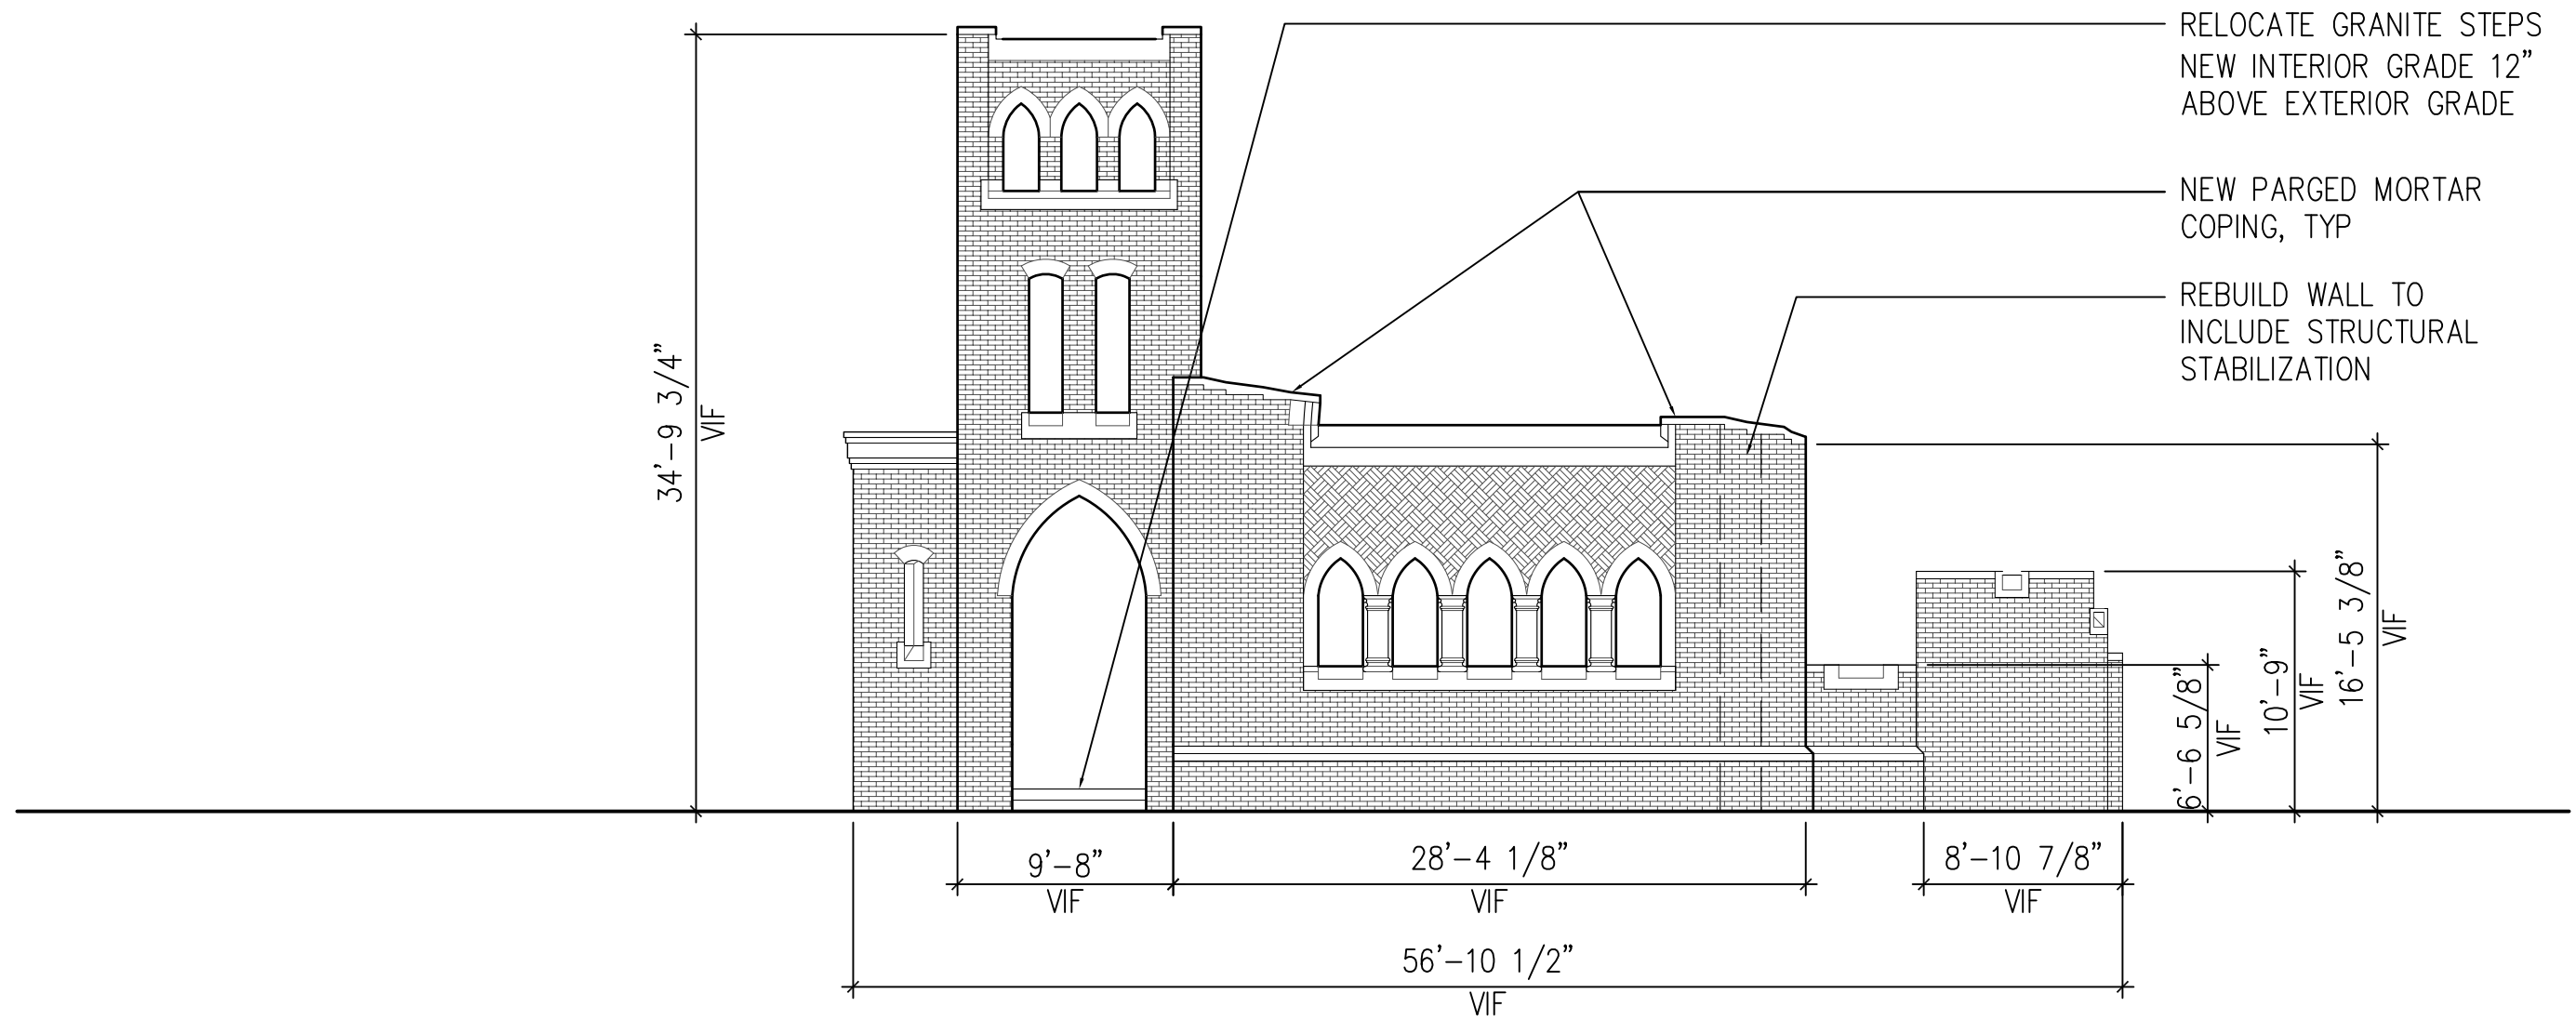 RELOCATE GRANITE STEPS
NEW INTERIOR GRADE 12”
ABOVE EXTERIOR GRADE
NEW PARGED MORTAR
COPING, TYP
REBUILD WALL TO
INCLUDE STRUCTURAL
STABILIZATION
34’–9 3/4”
VIF
16’–5 3/8”
VIF
10’–9”
VIF
6’–6 5/8”
VIF
9’–8”
VIF
28’–4 1/8”
VIF
8’–10 7/8”
VIF
56’–10 1/2”
VIF